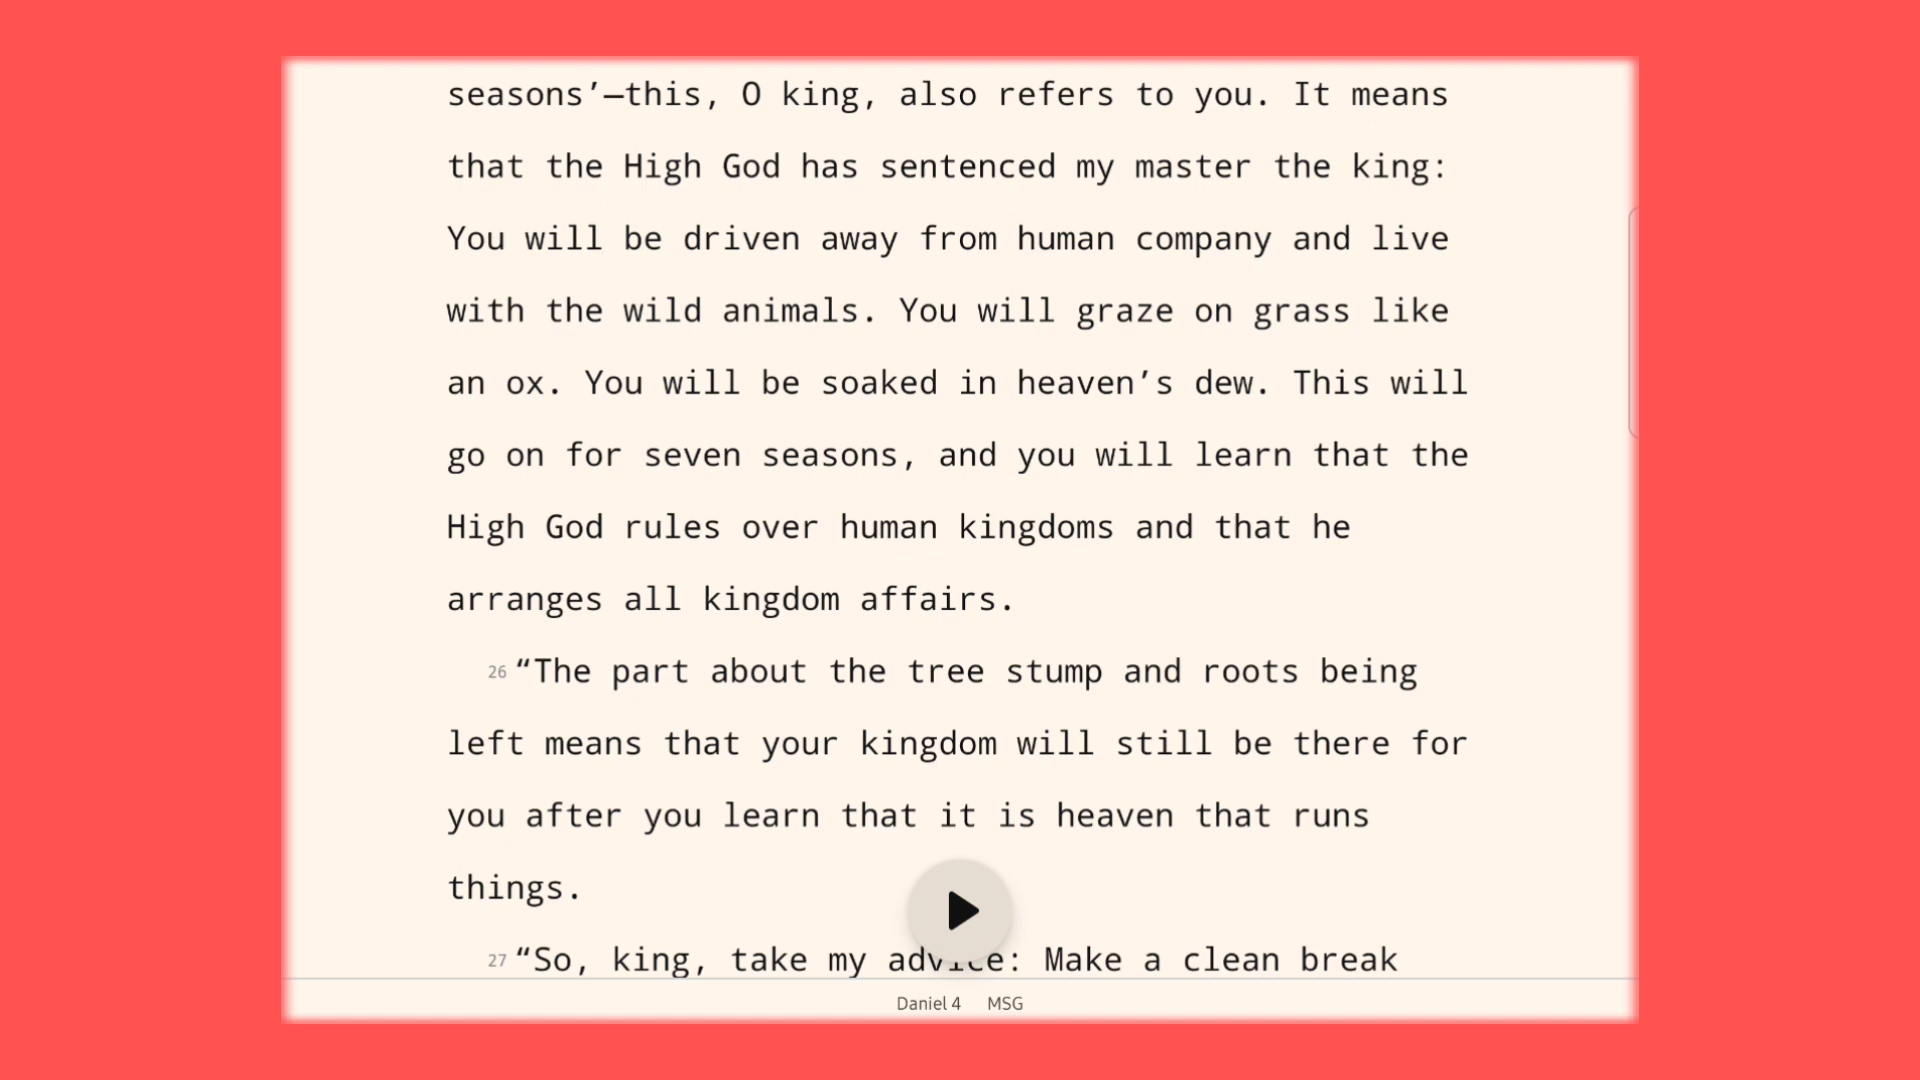 seasons’—this, O king, also refers to you. It means
that the High God has sentenced my master the king:
You will be driven away from human company and live
with the wild animals. You will graze on grass like
an ox. You will be soaked in heaven’s dew. This will
go on for seven seasons, and you will learn that the
High God rules over human kingdoms and that he
arranges all kingdom affairs.
26 “The part about the tree stump and roots being
left means that your kingdom will still be there for
you after you learn that it is heaven that runs
things.
27 “So, king, take my advice: Make a clean break
Daniel 4 MSG